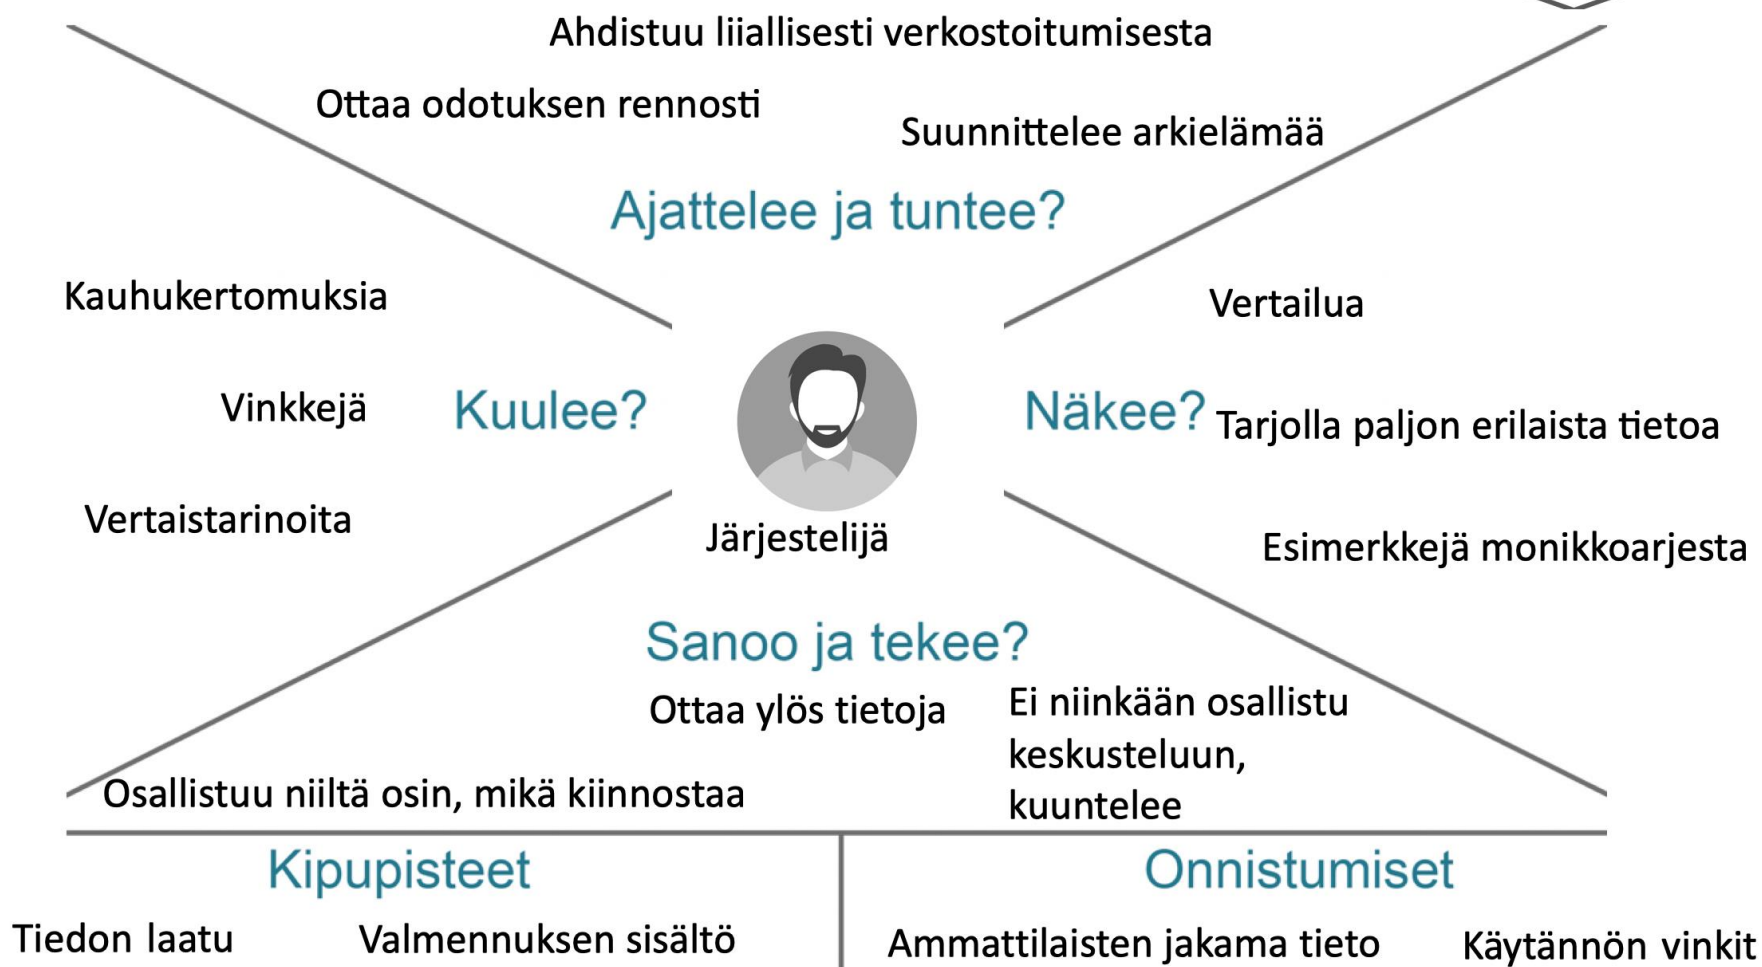 Ahdistuu liiallisesti verkostoitumisesta
Ottaa odotuksen rennosti
Suunnittelee arkielämää
Ajattelee ja tuntee?
Kauhukertomuksia
Vinkkejä
Kuulee?
Vertaistarinoita
Järjestelijä
Vertailua
Näkee?
Tarjolla paljon erilaista tietoa
Esimerkkejä monikkoarjesta
Sanoo ja tekee?
Ottaa ylös tietoja
Ei niinkään osallistu
keskusteluun,
kuuntelee
Osallistuu niiltä osin, mikä kiinnostaa
Kipupisteet
Tiedon laatu
Valmennuksen sisältö
Onnistumiset
Ammattilaisten jakama tieto
Käytännön vinkit